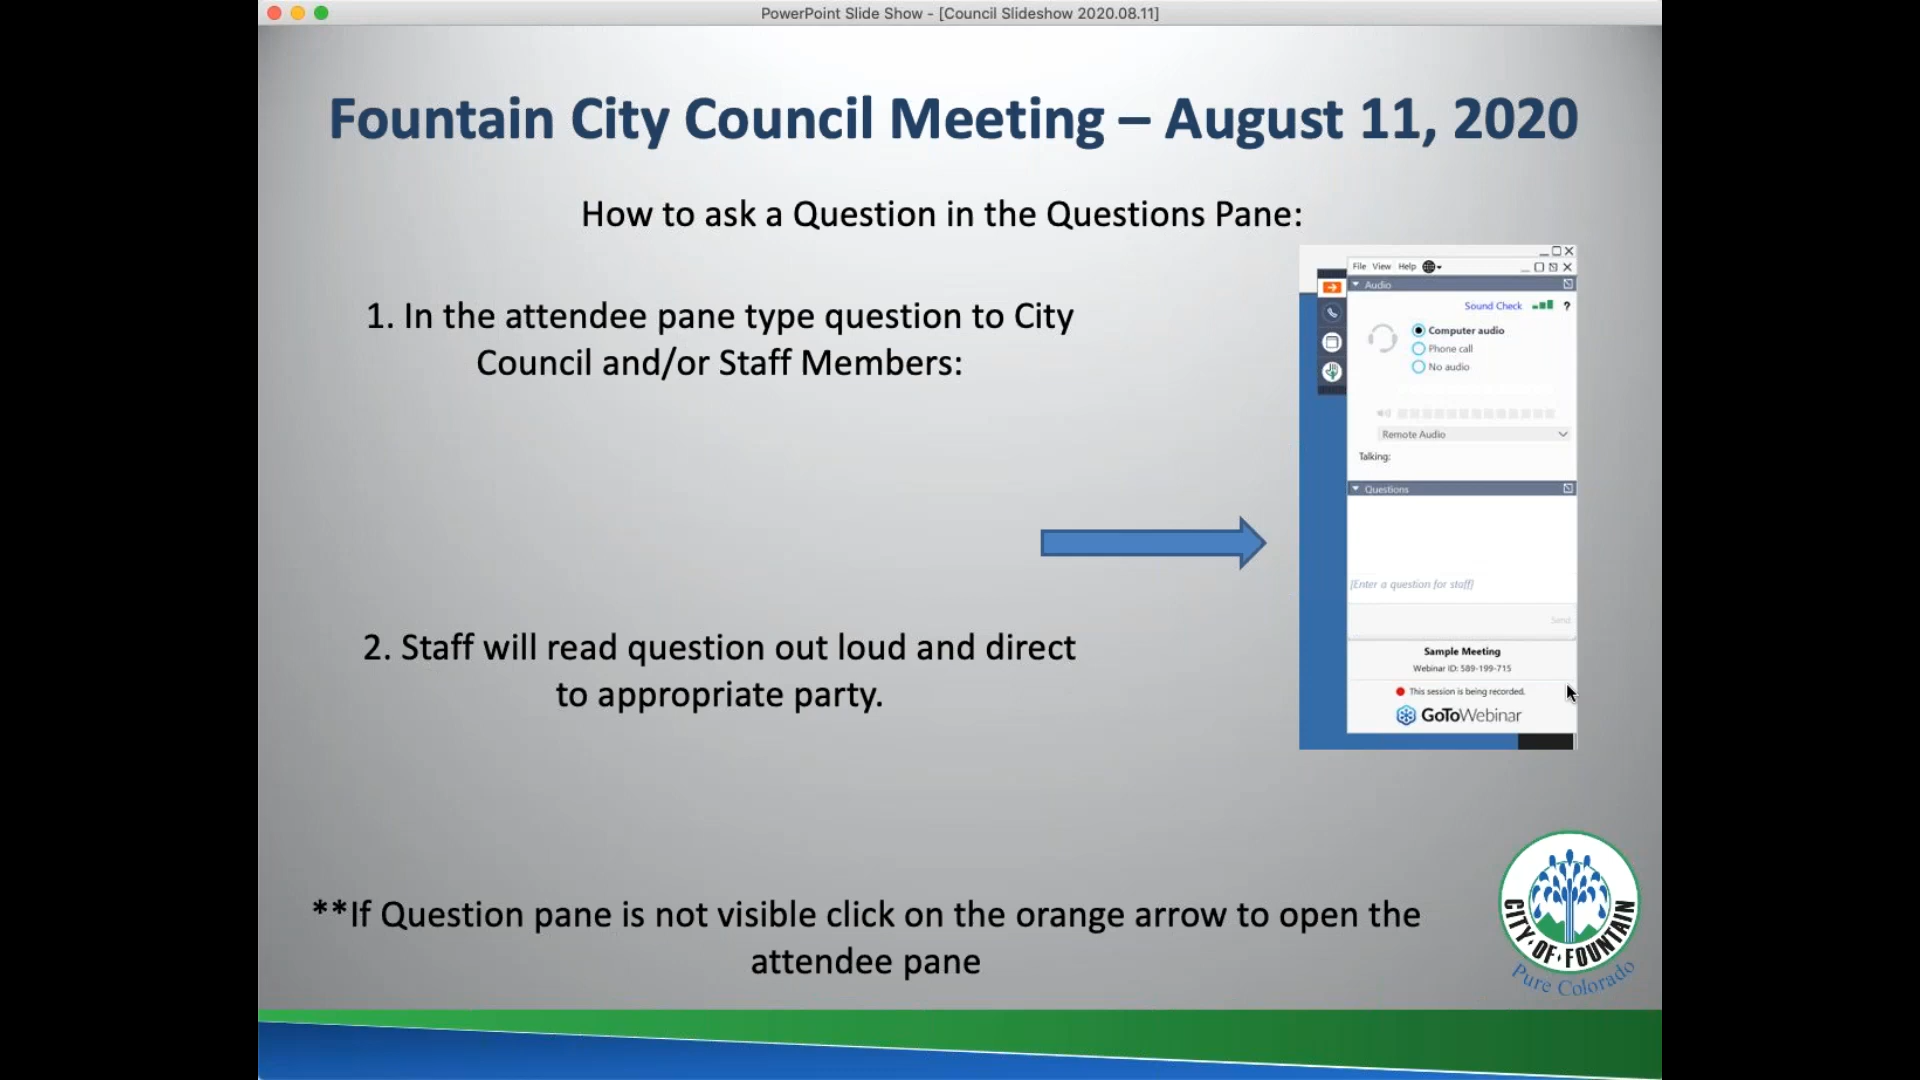 PowerPoint Slide Show - [Council Slideshow 2020.08.11]
Fountain City Council Meeting – August 11, 2020
How to ask a Question in the Questions Pane:
1. In the attendee pane type question to City
Council and/or Staff Members:
File View Help
Audio
Sound Check ?
Computer audio
Phone call
No audio
Remote Audio
Talking:
Questions
[Enter a question for staff]
Send
Sample Meeting
Webinar ID: 589-199-715
This session is being recorded.
GoToWebinar
2. Staff will read question out loud and direct
to appropriate party.
**If Question pane is not visible click on the orange arrow to open the
attendee pane
CITY OF FOUNTAIN
Pure Colorado